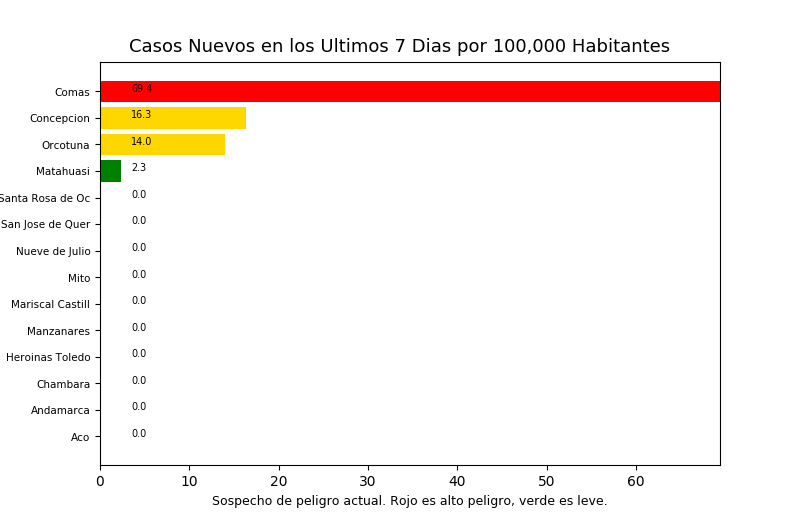 Casos Nuevos en los Ultimos 7 Dias por 100,000 Habitantes
Comas 69.4
Concepcion 16.3
Orcotuna 14.0
Matahuasi 2.3
Santa Rosa de Oc 0.0
San Jose de Quer 0.0
Nueve de Julio 0.0
Mito 0.0
Mariscal Castill 0.0
Manzanares 0.0
Heroinas Toledo 0.0
Chambara 0.0
Andamarca 0.0
Aco 0.0
0 10 20 30 40 50 60
Sospecho de peligro actual. Rojo es alto peligro, verde es leve.